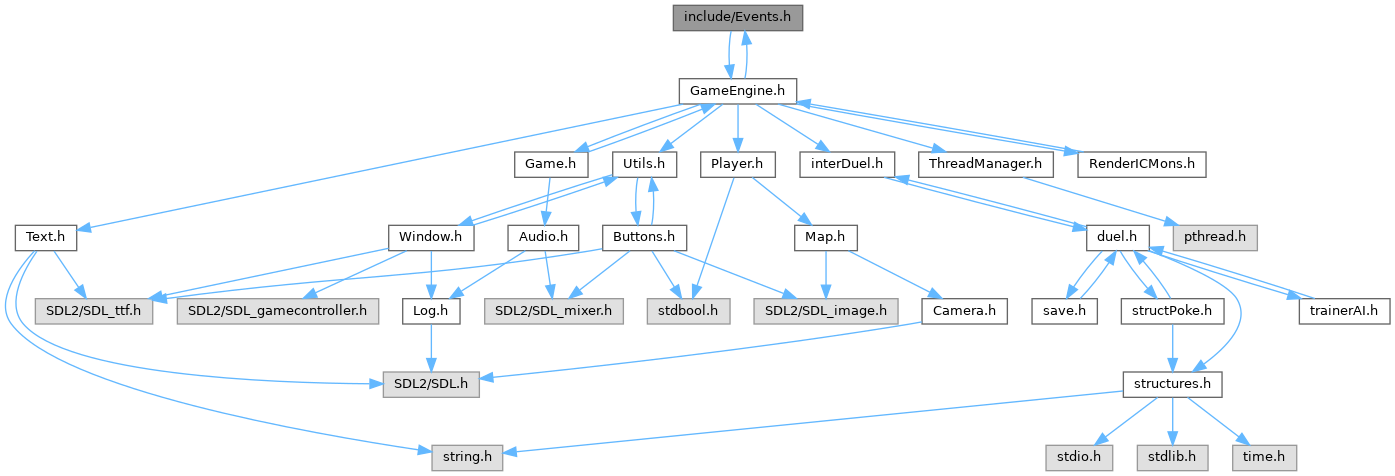 include/Events.h
GameEngine.h
Game.h
Utils.h
Player.h
interDuel.h
ThreadManager.h
RenderICMons.h
Text.h
Window.h
Audio.h
Buttons.h
Map.h
duel.h
pthread.h
SDL2/SDL_ttf.h
SDL2/SDL_gamecontroller.h
Log.h
SDL2/SDL_mixer.h
stdbool.h
SDL2/SDL_image.h
Camera.h
save.h
structPoke.h
trainerAI.h
SDL2/SDL.h
structures.h
string.h
stdio.h
stdlib.h
time.h